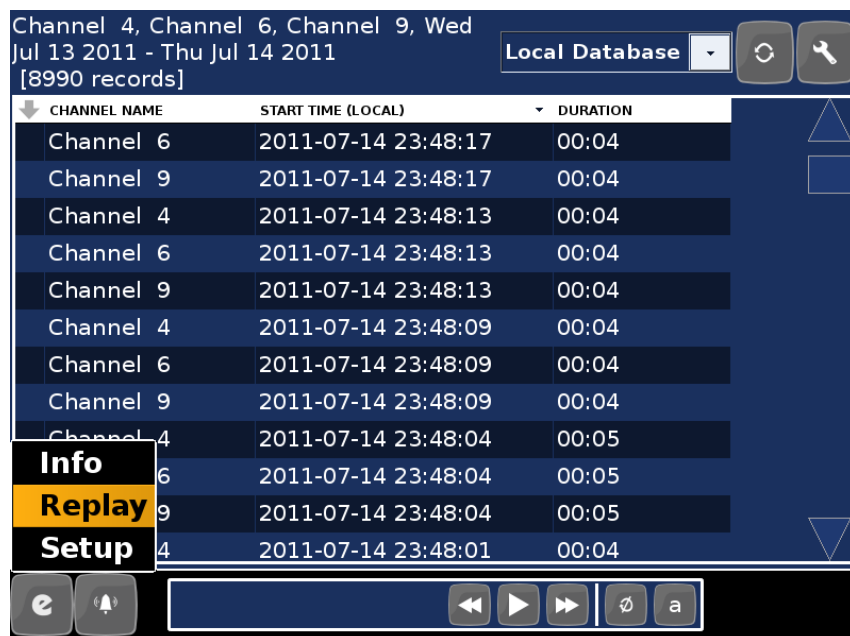 Channel 4, Channel 6, Channel 9, Wed
Jul 13 2011 - Thu Jul 14 2011
[8990 records]
Local Database
CHANNEL NAME START TIME (LOCAL) DURATION
Channel 6 2011-07-14 23:48:17 00:04
Channel 9 2011-07-14 23:48:17 00:04
Channel 4 2011-07-14 23:48:13 00:04
Channel 6 2011-07-14 23:48:13 00:04
Channel 9 2011-07-14 23:48:13 00:04
Channel 4 2011-07-14 23:48:09 00:04
Channel 6 2011-07-14 23:48:09 00:04
Channel 9 2011-07-14 23:48:09 00:04
Channel 4 2011-07-14 23:48:04 00:05
6 2011-07-14 23:48:04 00:05
9 2011-07-14 23:48:04 00:05
4 2011-07-14 23:48:01 00:04
Info
Replay
Setup
e
ø a